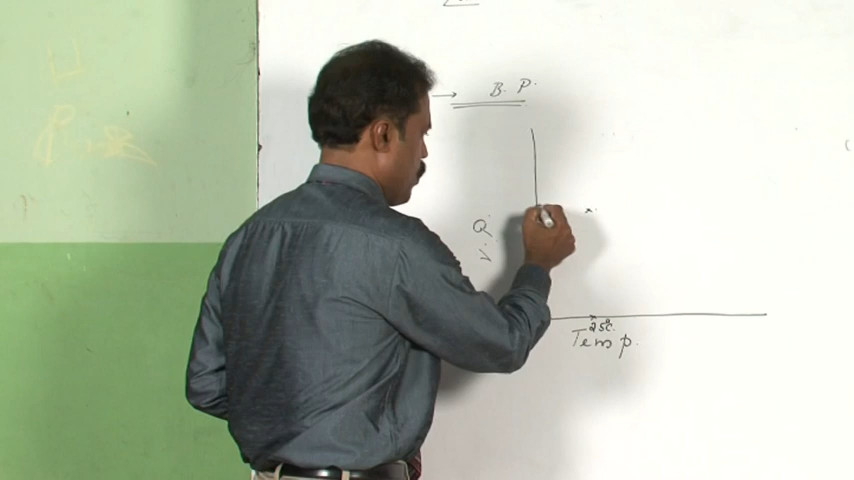 → B. P.
Q
25°c.
Temp.